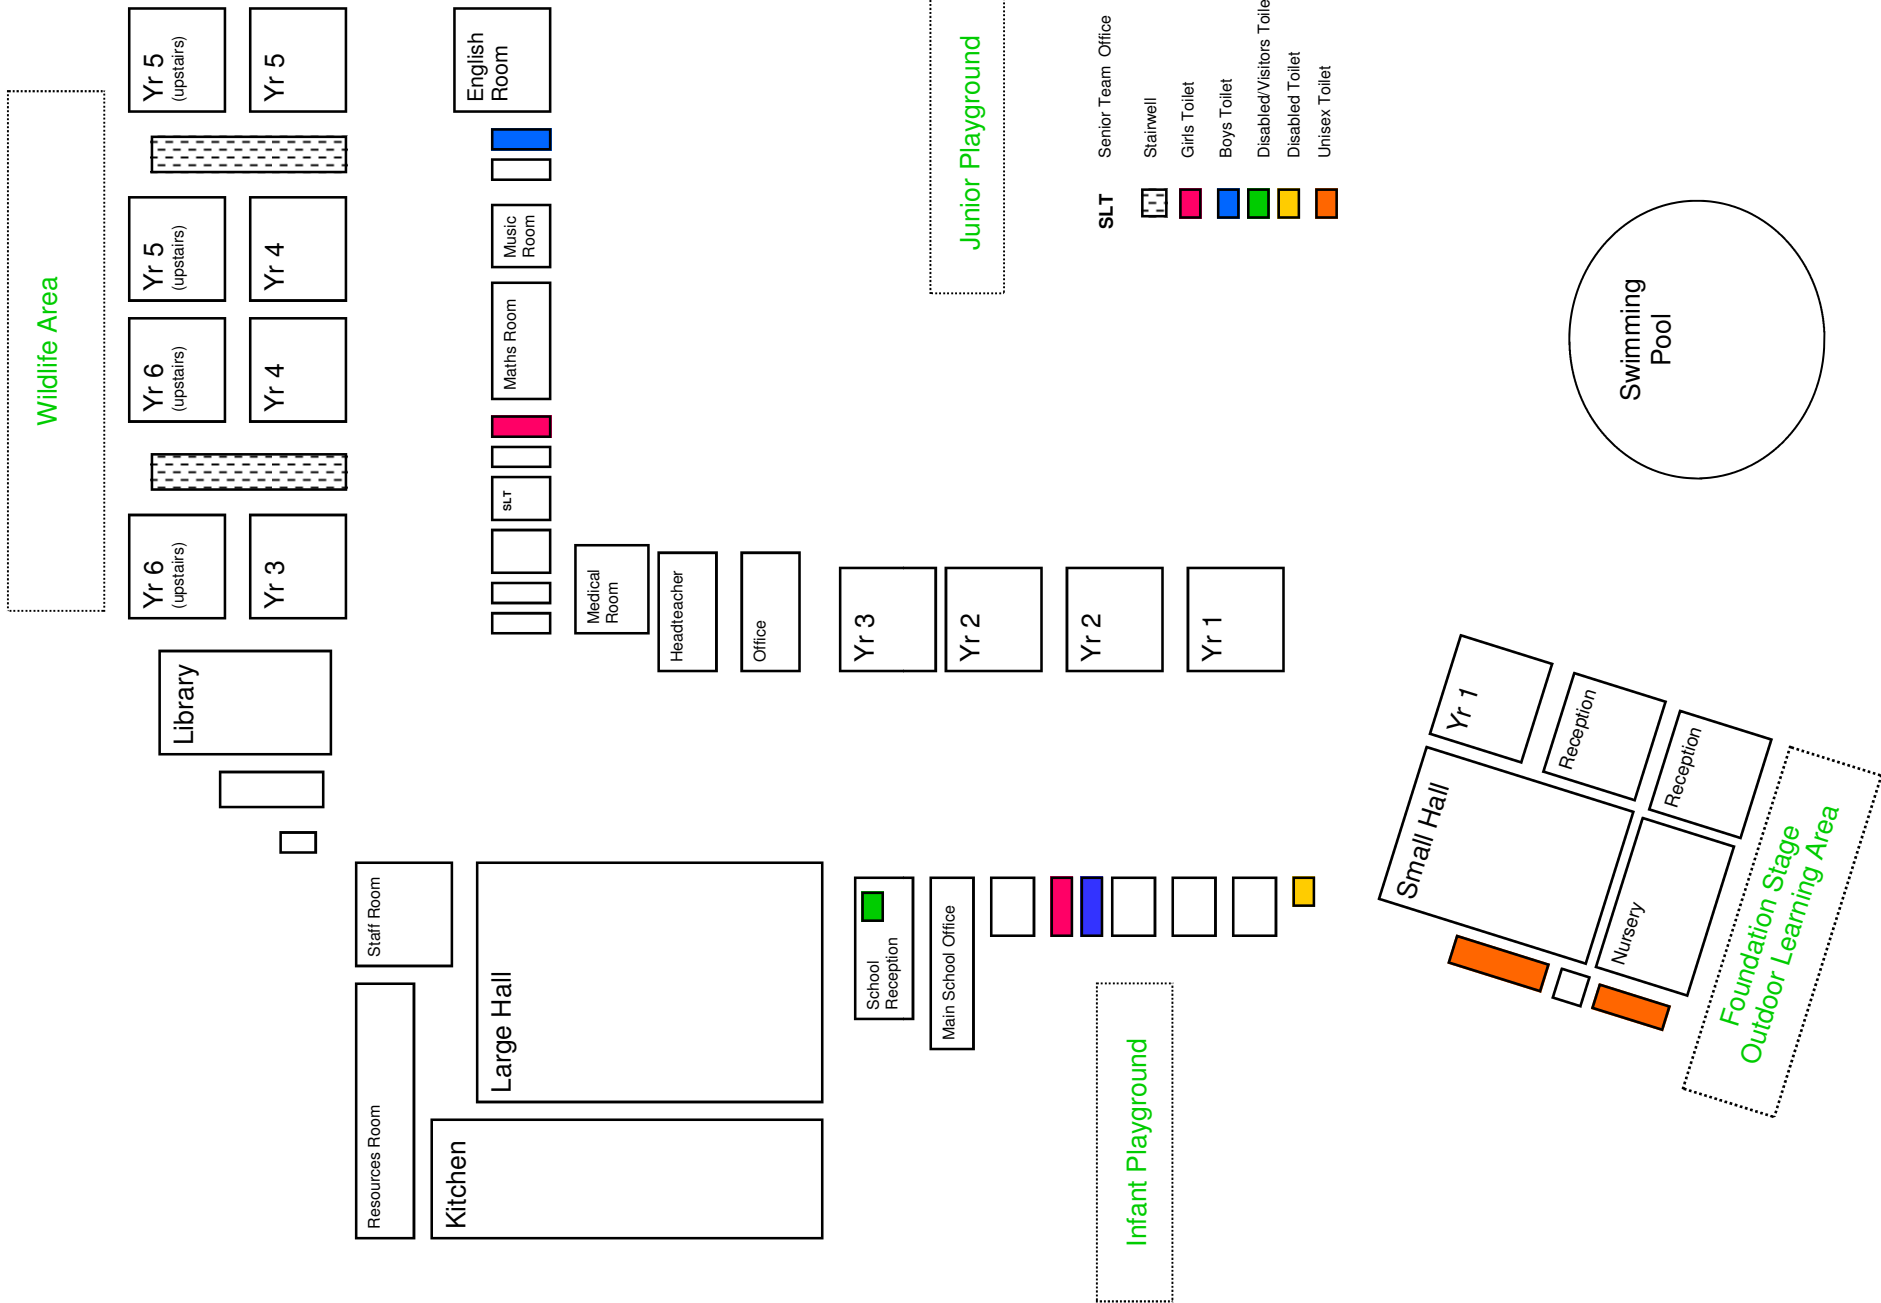 Wildlife Area
Yr 6
(upstairs)
Yr 6
(upstairs)
Yr 5
(upstairs)
Yr 5
(upstairs)
Library
Yr 3
Yr 4
Yr 4
Yr 5
Resources Room
Staff Room
Kitchen
Large Hall
SLT
Maths Room
Music
Room
English
Room
Medical
Room
Headteacher
Office
School
Reception
Yr 3
Main School Office
Yr 2
Junior Playground
Yr 2
Infant Playground
Yr 1
SLT
Senior Team Office
Stairwell
Girls Toilet
Boys Toilet
Disabled/Visitors Toile
Disabled Toilet
Unisex Toilet
Small Hall
Yr 1
Reception
Nursery
Reception
Swimming
Pool
Foundation Stage
Outdoor Learning Area